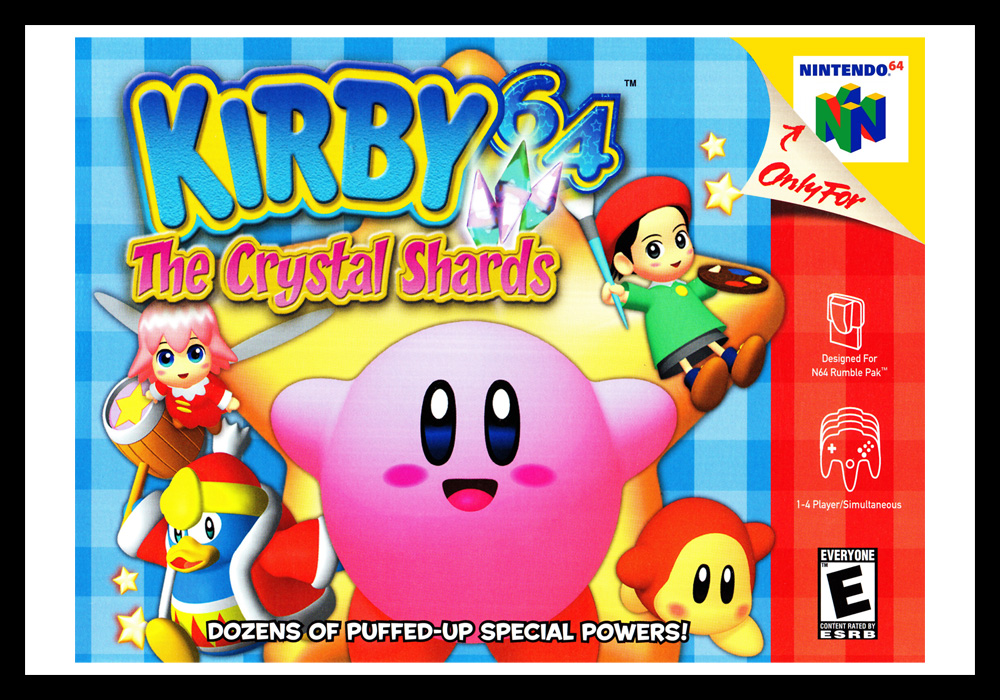 KIRBY 64 ™
The Crystal Shards
NINTENDO® 64
Only For
Designed For
N64 Rumble Pak™
1-4 Player/Simultaneous
EVERYONE
™
E
CONTENT RATED BY
ESRB
DOZENS OF PUFFED-UP SPECIAL POWERS!